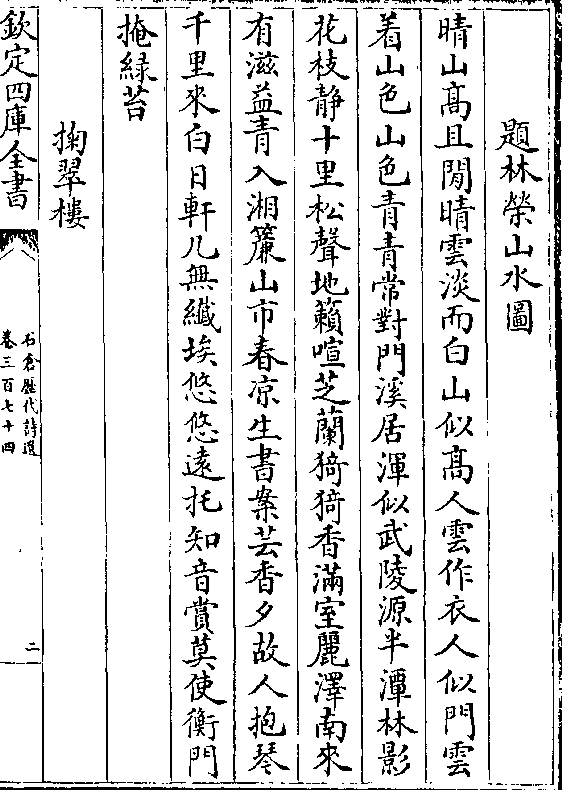 題林榮山水圖
晴山髙且閒晴雲淡而白山似髙人雲作衣人似門雲
着山色山色青青常對門溪居渾似武陵源半潭林影
花枝靜十里松聲地籟喧芝蘭猗猗香滿室麗澤南來
有滋益青入湘簾山市春凉生書案芸香夕故人抱琴
千里來白日軒几無纎埃悠悠遠托知音賞莫使衡門
掩緑苔
掬翠樓
欽定四庫全書
石倉歷代詩選
卷三百七十四
二